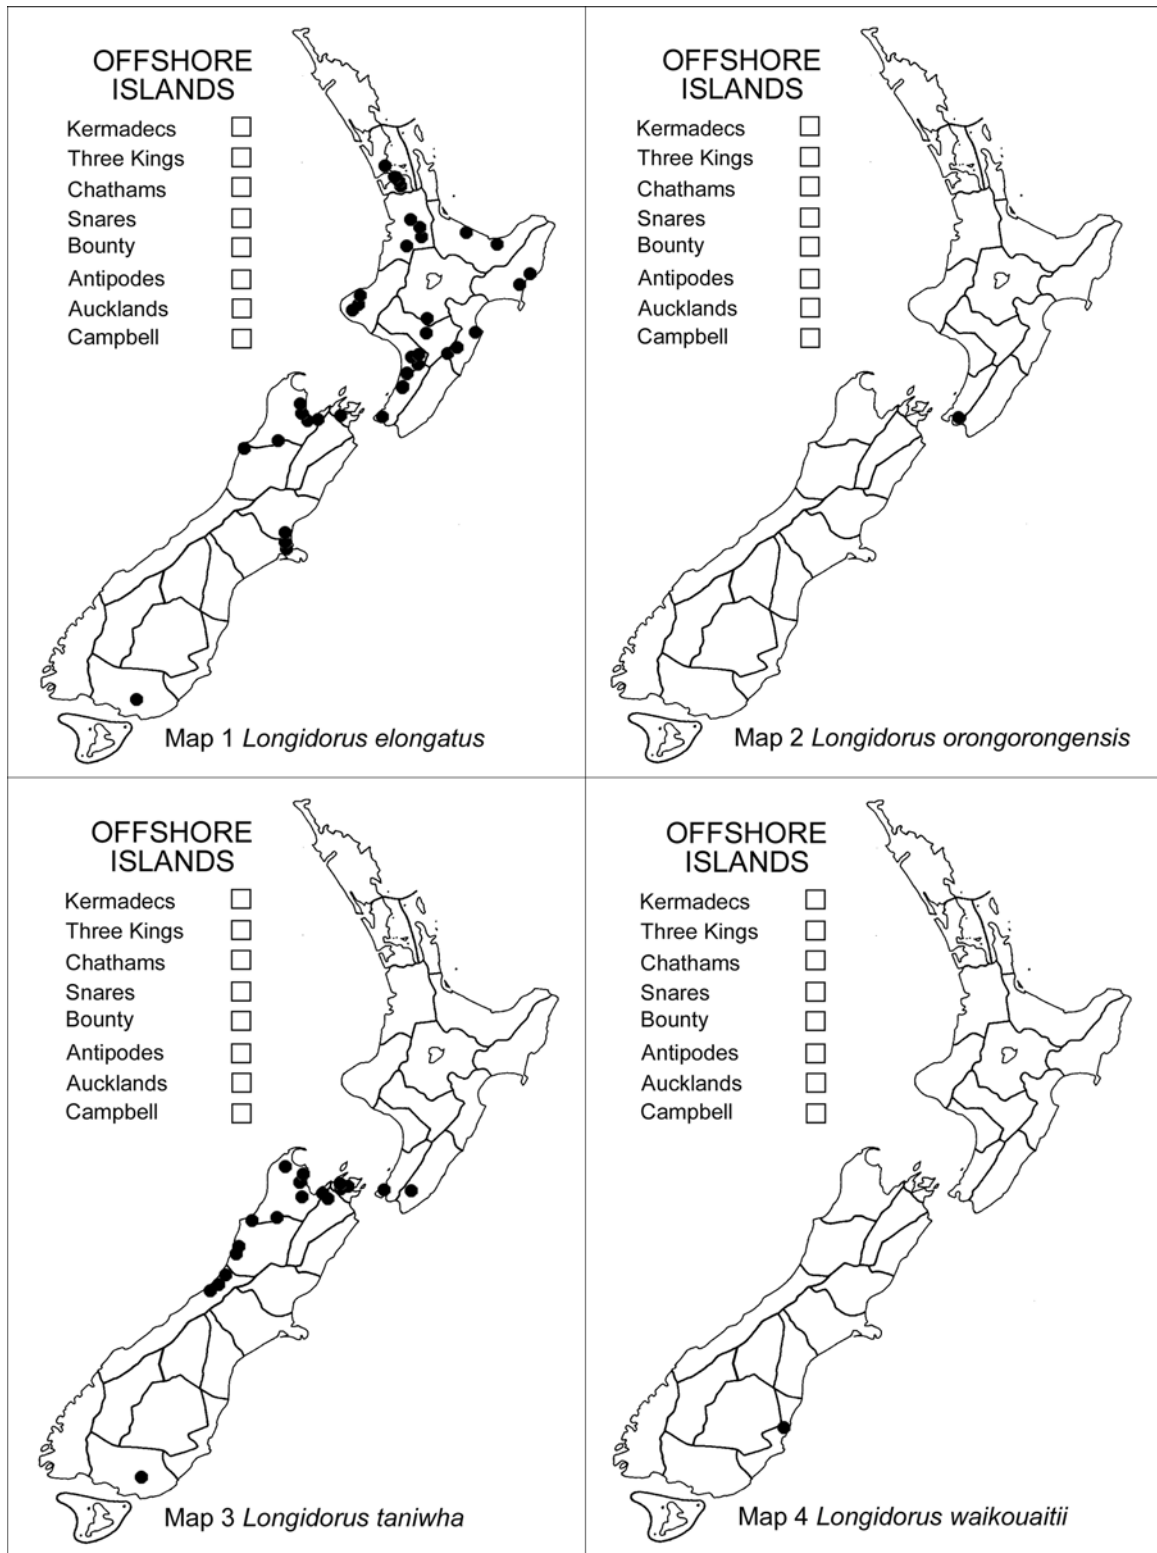 OFFSHORE
ISLANDS
Kermadecs
Three Kings
Chathams
Snares
Bounty
Antipodes
Aucklands
Campbell
Map 1 Longidorus elongatus
OFFSHORE
ISLANDS
Kermadecs
Three Kings
Chathams
Snares
Bounty
Antipodes
Aucklands
Campbell
Map 2 Longidorus orongorongensis
OFFSHORE
ISLANDS
Kermadecs
Three Kings
Chathams
Snares
Bounty
Antipodes
Aucklands
Campbell
Map 3 Longidorus taniwha
OFFSHORE
ISLANDS
Kermadecs
Three Kings
Chathams
Snares
Bounty
Antipodes
Aucklands
Campbell
Map 4 Longidorus waikouaitii